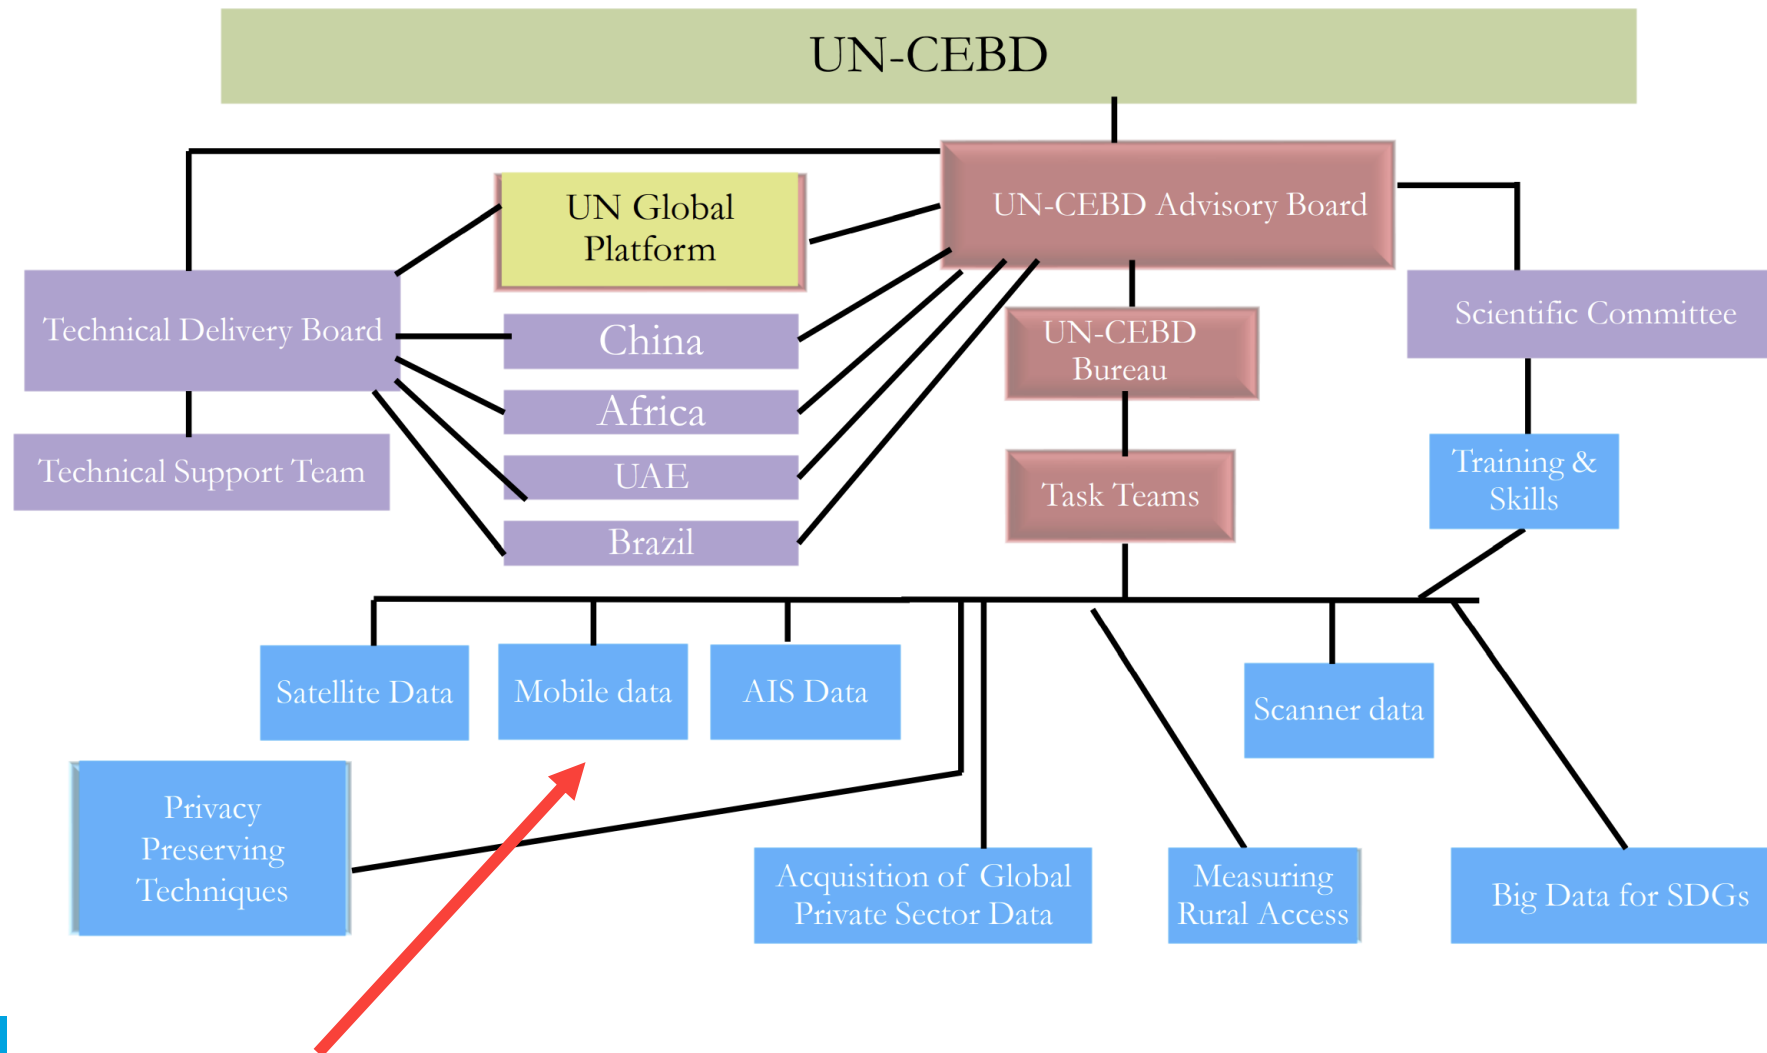 UN-CEBD
UN Global
Platform
UN-CEBD Advisory Board
Technical Delivery Board
China
Africa
UAE
Brazil
UN-CEBD
Bureau
Scientific Committee
Technical Support Team
Task Teams
Training &
Skills
Satellite Data
Mobile data
AIS Data
Scanner data
Privacy
Preserving
Techniques
Acquisition of Global
Private Sector Data
Measuring
Rural Access
Big Data for SDGs